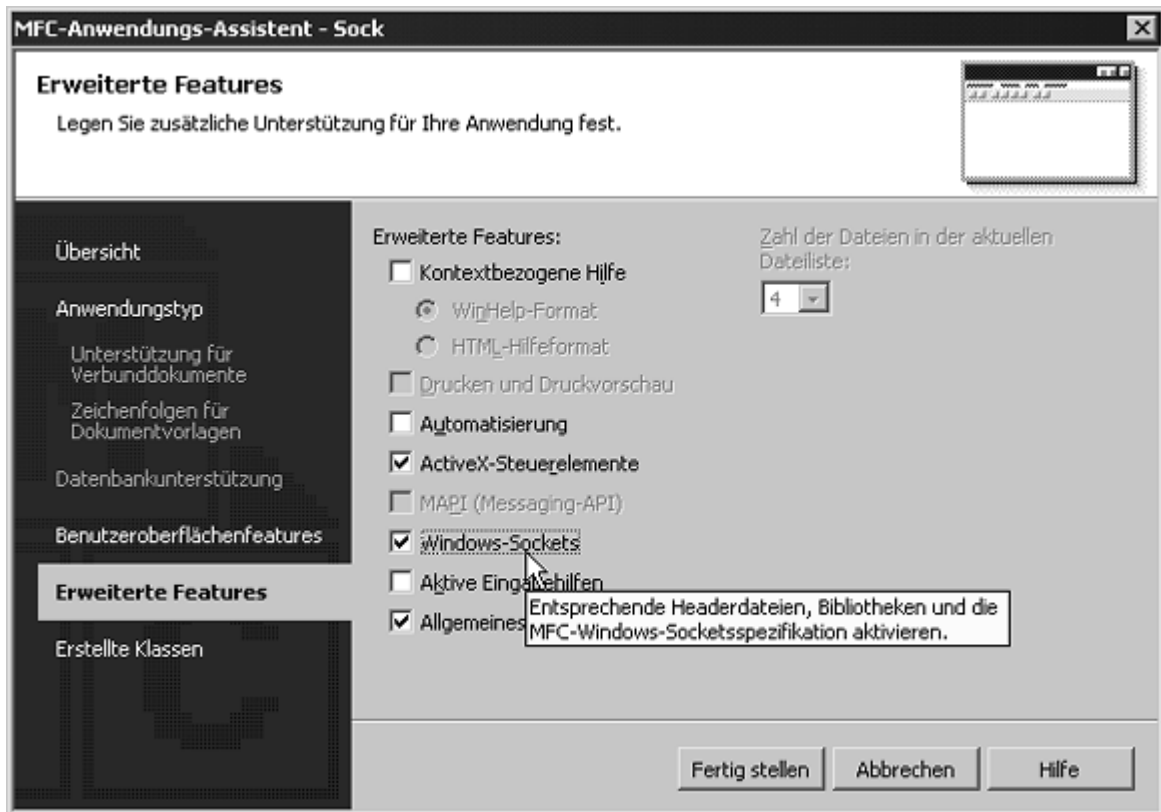 MFC-Anwendungs-Assistent - Sock
Erweiterte Features
Legen Sie zusätzliche Unterstützung für Ihre Anwendung fest.
Übersicht
Anwendungstyp
Unterstützung für
Verbunddokumente
Zeichenfolgen für
Dokumentvorlagen
Datenbankunterstützung
Benutzeroberflächenfeatures
Erweiterte Features
Erstellte Klassen
Erweiterte Features:
Kontextbezogene Hilfe
WinHelp-Format
HTML-Hilfeformat
Drucken und Druckvorschau
Automatisierung
ActiveX-Steuerelemente
MAPI (Messaging-API)
Windows-Sockets
Aktive Eingabehilfen
Allgemeines
Entsprechende Headerdateien, Bibliotheken und die
MFC-Windows-Socketsspezifikation aktivieren.
Zahl der Dateien in der aktuellen
Dateiliste:
4
Fertig stellen
Abbrechen
Hilfe